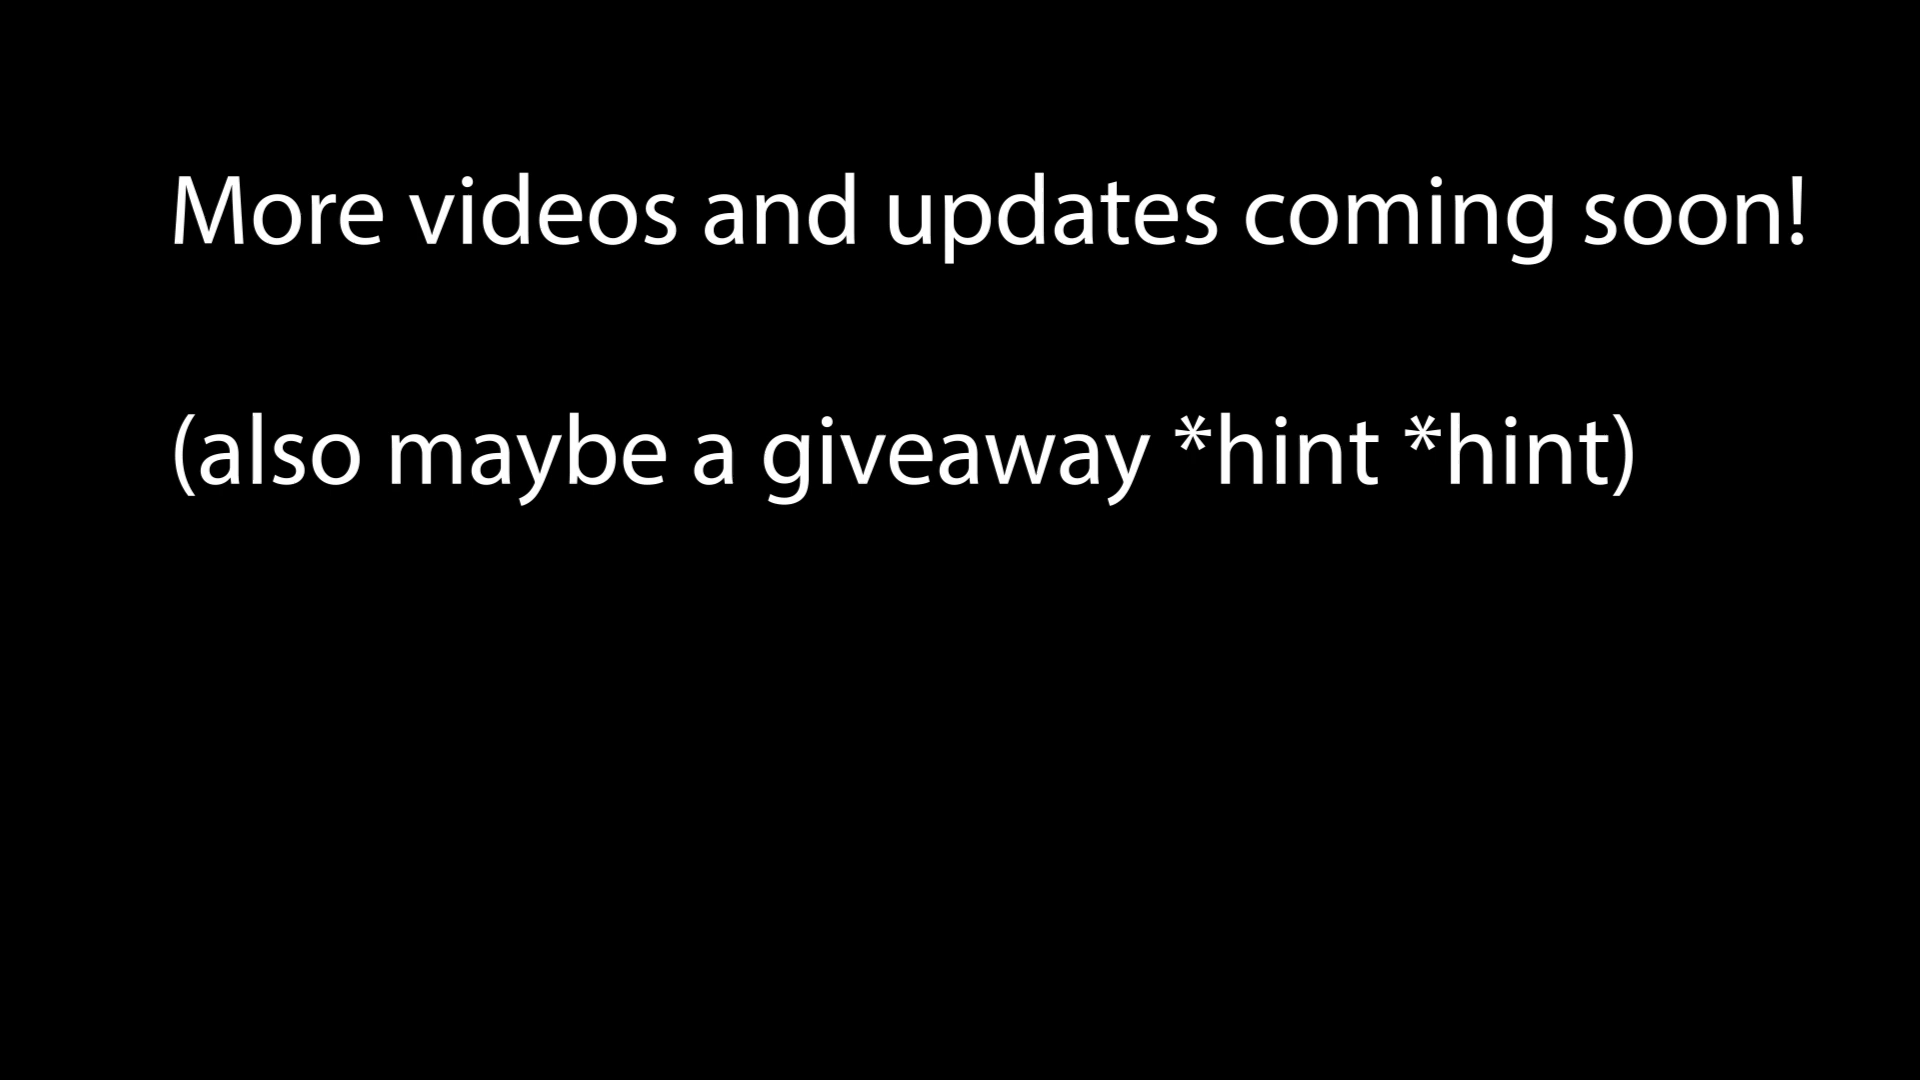 More videos and updates coming soon!
(also maybe a giveaway *hint *hint)